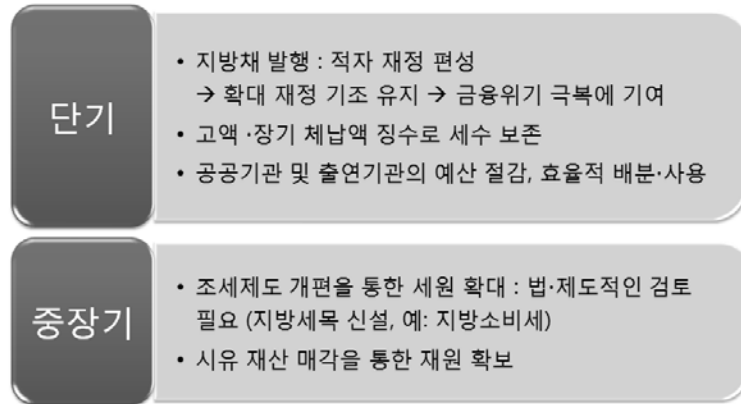 단기
• 지방채 발행 : 적자 재정 편성
→ 확대 재정 기조 유지 → 금융위기 극복에 기여
• 고액 ·장기 체납액 징수로 세수 보존
• 공공기관 및 출연기관의 예산 절감, 효율적 배분·사용
중장기
• 조세제도 개편을 통한 세원 확대 : 법·제도적인 검토
필요 (지방세목 신설, 예: 지방소비세)
• 시유 재산 매각을 통한 재원 확보